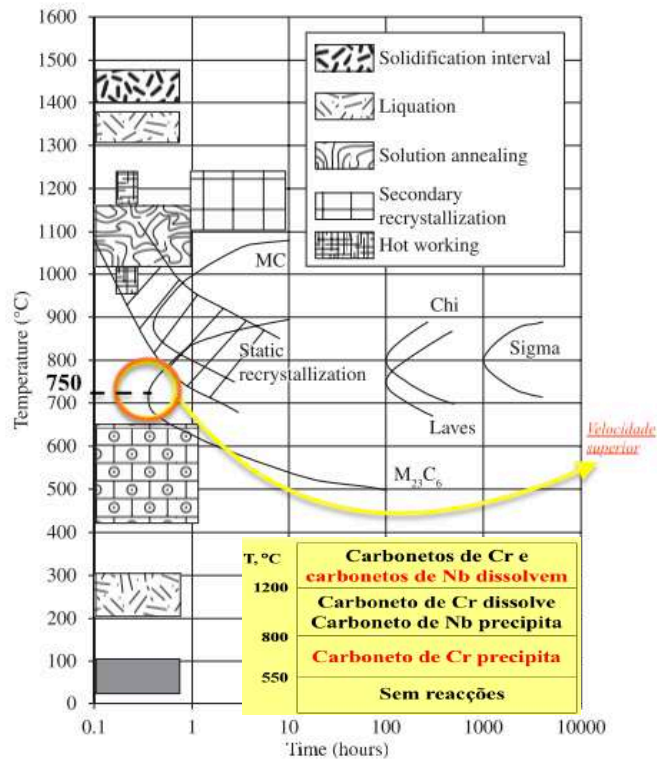 1600
1500
1400
1300
1200
1100
1000
900
800
750
700
600
500
400
300
200
100
0
Temperature (°C)
Solidification interval
Liquation
Solution annealing
Secondary
recrystallization
Hot working
MC
Chi
Static
recrystallization
Sigma
Laves
Velocidade
superior
M23C6
T, °C
Carbonetos de Cr e
carbonetos de Nb dissolvem
1200
Carboneto de Cr dissolve
Carboneto de Nb precipita
800
Carboneto de Cr precipita
550
Sem reacções
0.1 1 10 100 1000 10000
Time (hours)